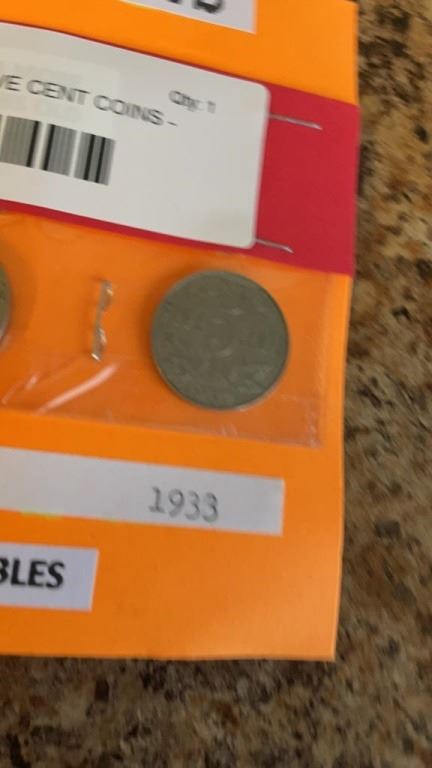 VE CENT COINS -
Qty: 1
1933
BLES